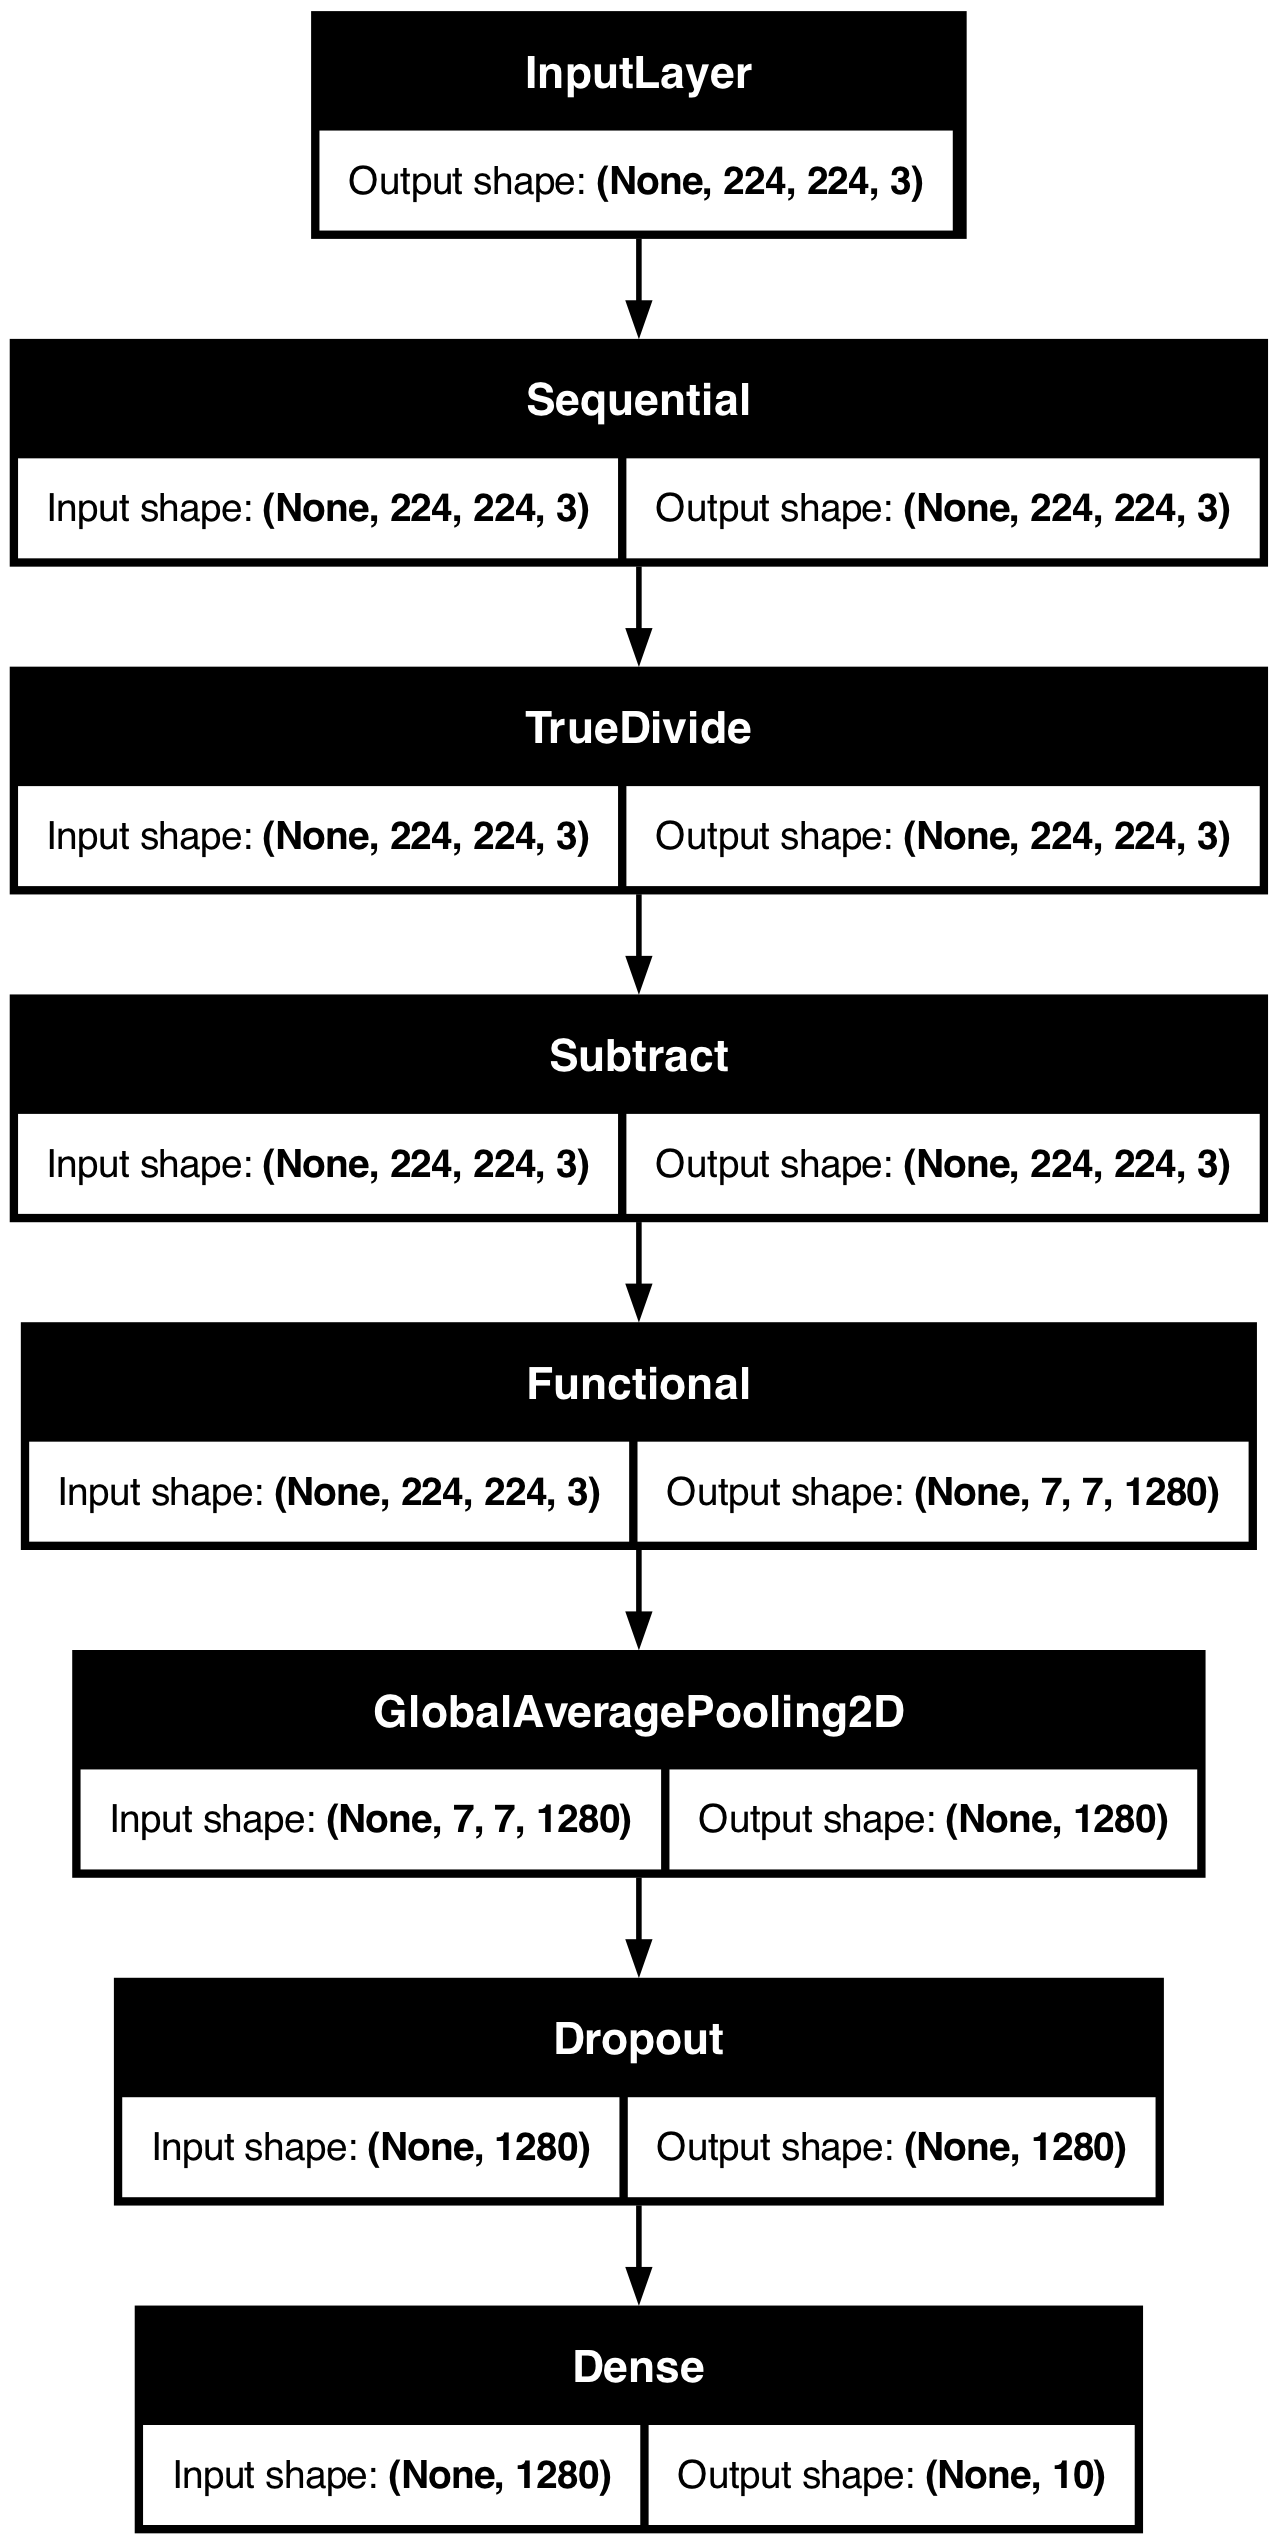 InputLayer
Output shape: (None, 224, 224, 3)
Sequential
Input shape: (None, 224, 224, 3) Output shape: (None, 224, 224, 3)
TrueDivide
Input shape: (None, 224, 224, 3) Output shape: (None, 224, 224, 3)
Subtract
Input shape: (None, 224, 224, 3) Output shape: (None, 224, 224, 3)
Functional
Input shape: (None, 224, 224, 3) Output shape: (None, 7, 7, 1280)
GlobalAveragePooling2D
Input shape: (None, 7, 7, 1280) Output shape: (None, 1280)
Dropout
Input shape: (None, 1280) Output shape: (None, 1280)
Dense
Input shape: (None, 1280) Output shape: (None, 10)